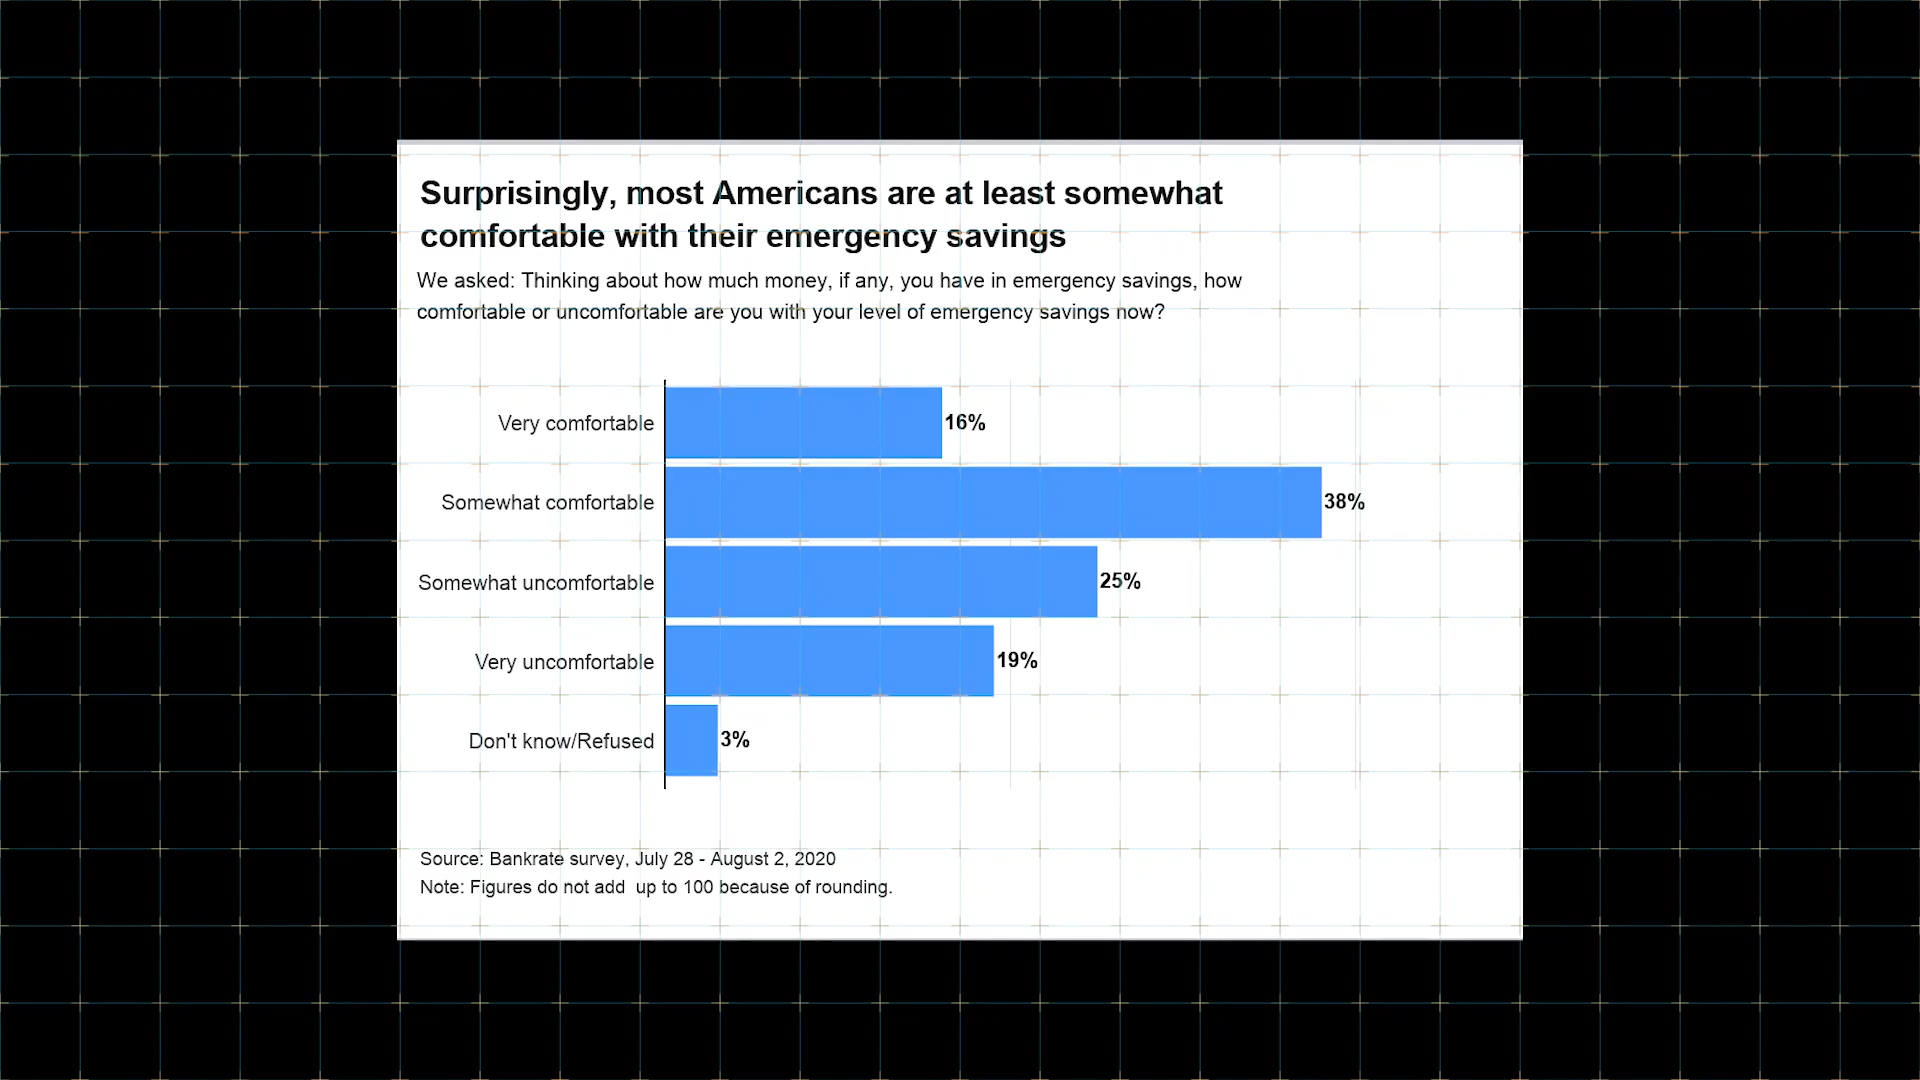 Surprisingly, most Americans are at least somewhat
comfortable with their emergency savings
We asked: Thinking about how much money, if any, you have in emergency savings, how
comfortable or uncomfortable are you with your level of emergency savings now?
Very comfortable 16%
Somewhat comfortable 38%
Somewhat uncomfortable 25%
Very uncomfortable 19%
Don't know/Refused 3%
Source: Bankrate survey, July 28 - August 2, 2020
Note: Figures do not add  up to 100 because of rounding.